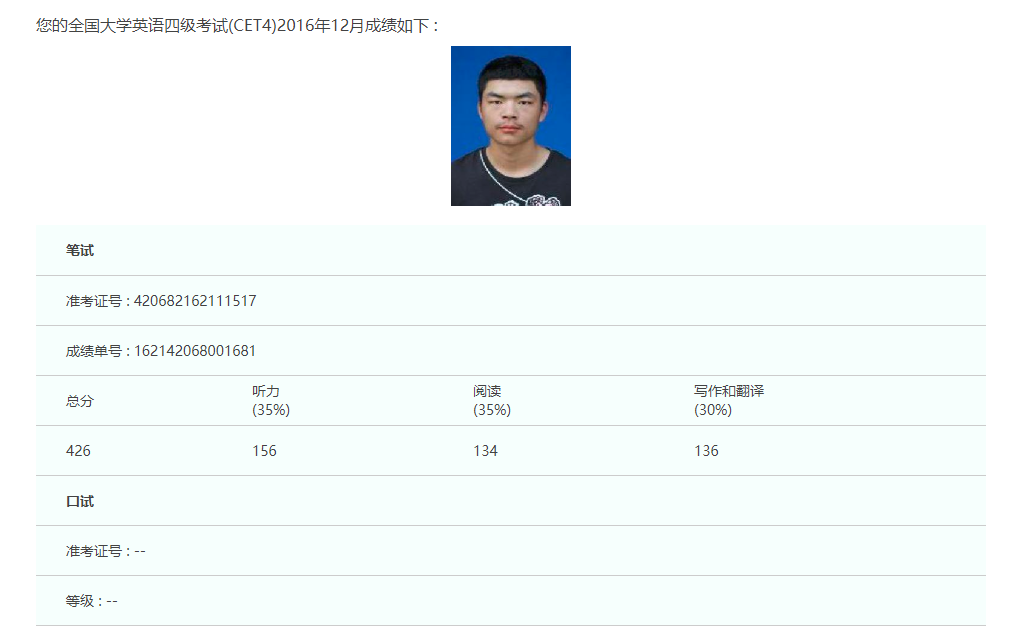 您的全国大学英语四级考试(CET4)2016年12月成绩如下：
笔试
准考证号：420682162111517
成绩单号：162142068001681
总分 听力 (35%) 阅读 (35%) 写作和翻译 (30%)
426 156 134 136
口试
准考证号：--
等级：--